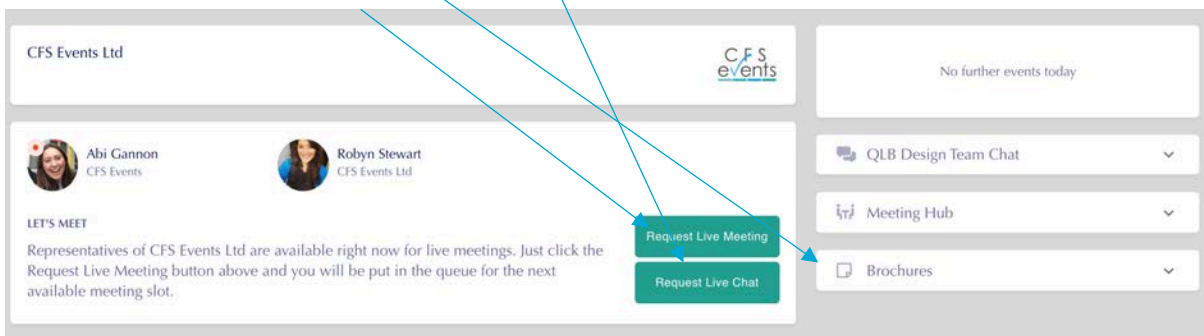 CFS Events Ltd
CFS
events
No further events today
Abi Gannon
CFS Events
Robyn Stewart
CFS Events Ltd
LET'S MEET
Representatives of CFS Events Ltd are available right now for live meetings. Just click the
Request Live Meeting button above and you will be put in the queue for the next
available meeting slot.
Request Live Meeting
Request Live Chat
QLB Design Team Chat
Meeting Hub
Brochures